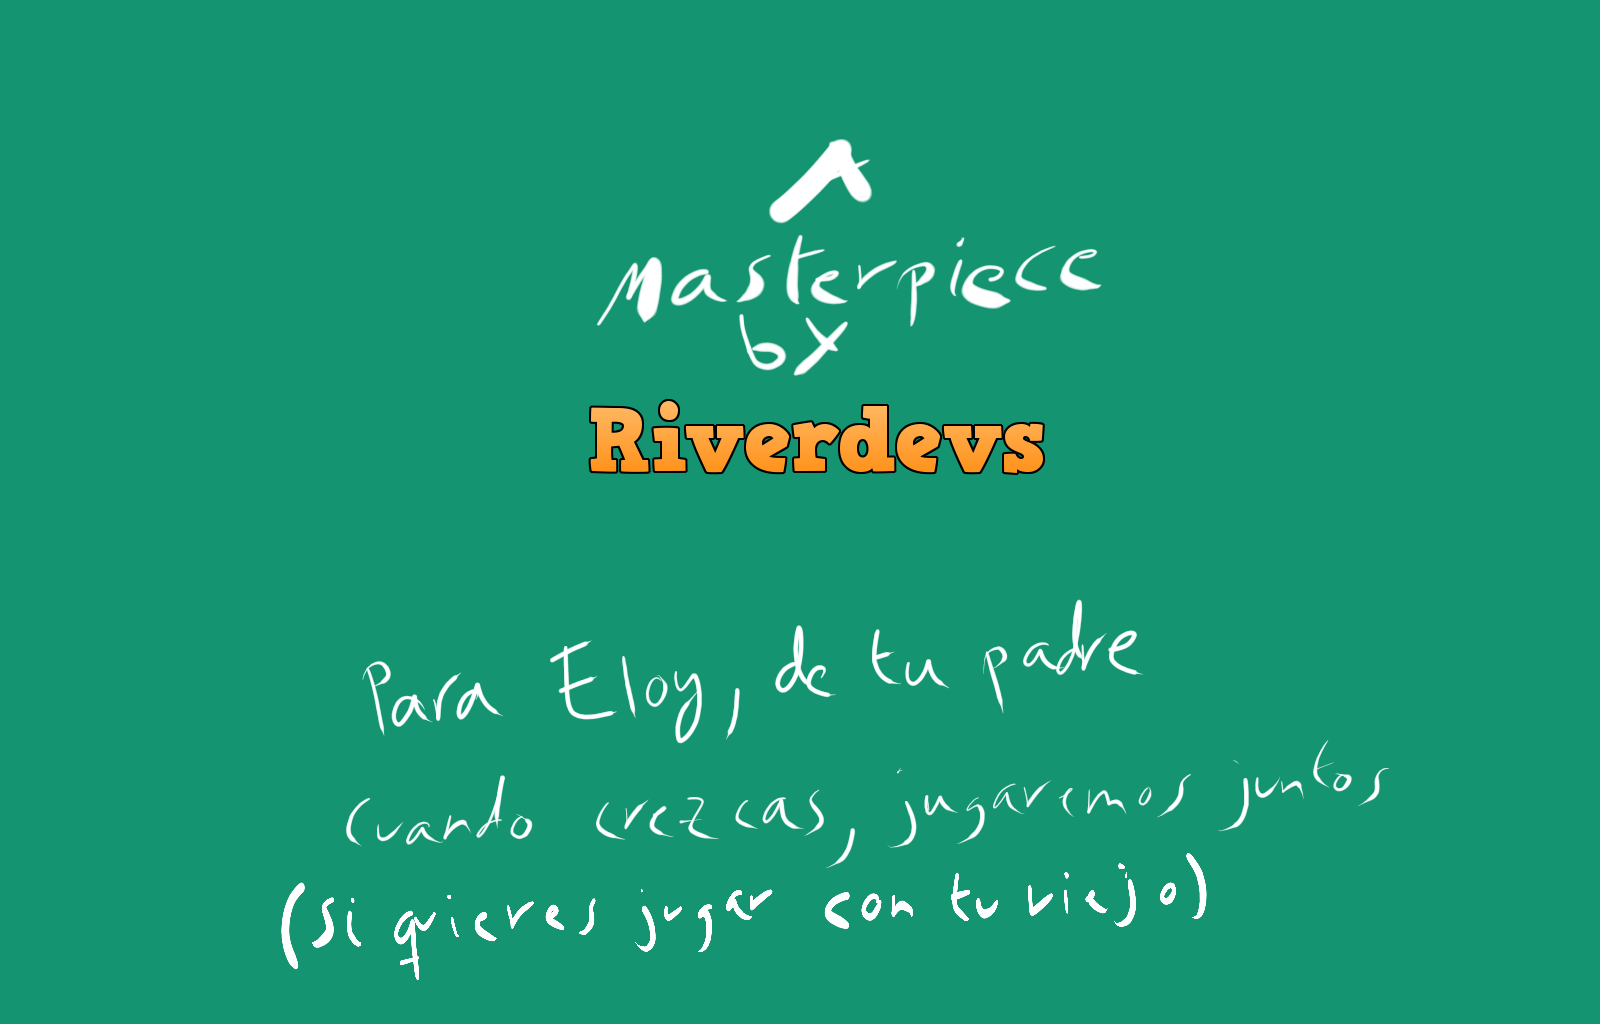 A
Masterpiece
by
Riverdevs
Para Eloy, de tu padre
cuando crezcas, jugaremos juntos
(si quieres jugar con tu viejo)